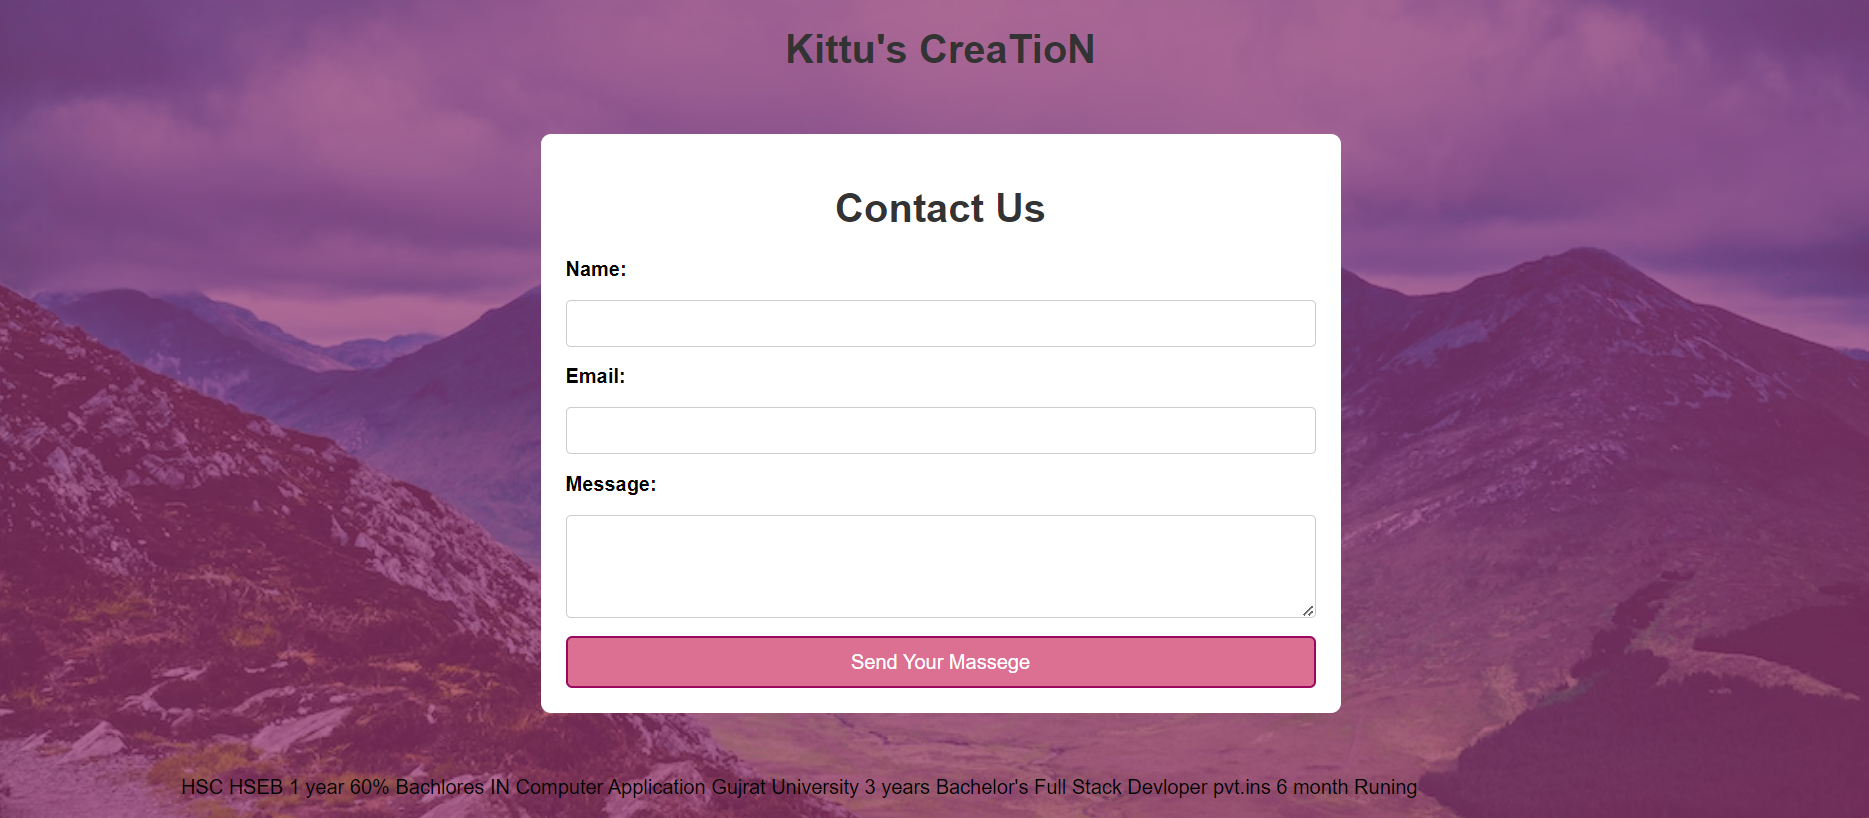 Kittu's CreaTioN
Contact Us
Name:
Email:
Message:
Send Your Massege
HSC HSEB 1 year 60% Bachlores IN Computer Application Gujrat University 3 years Bachelor's Full Stack Devloper pvt.ins 6 month Runing